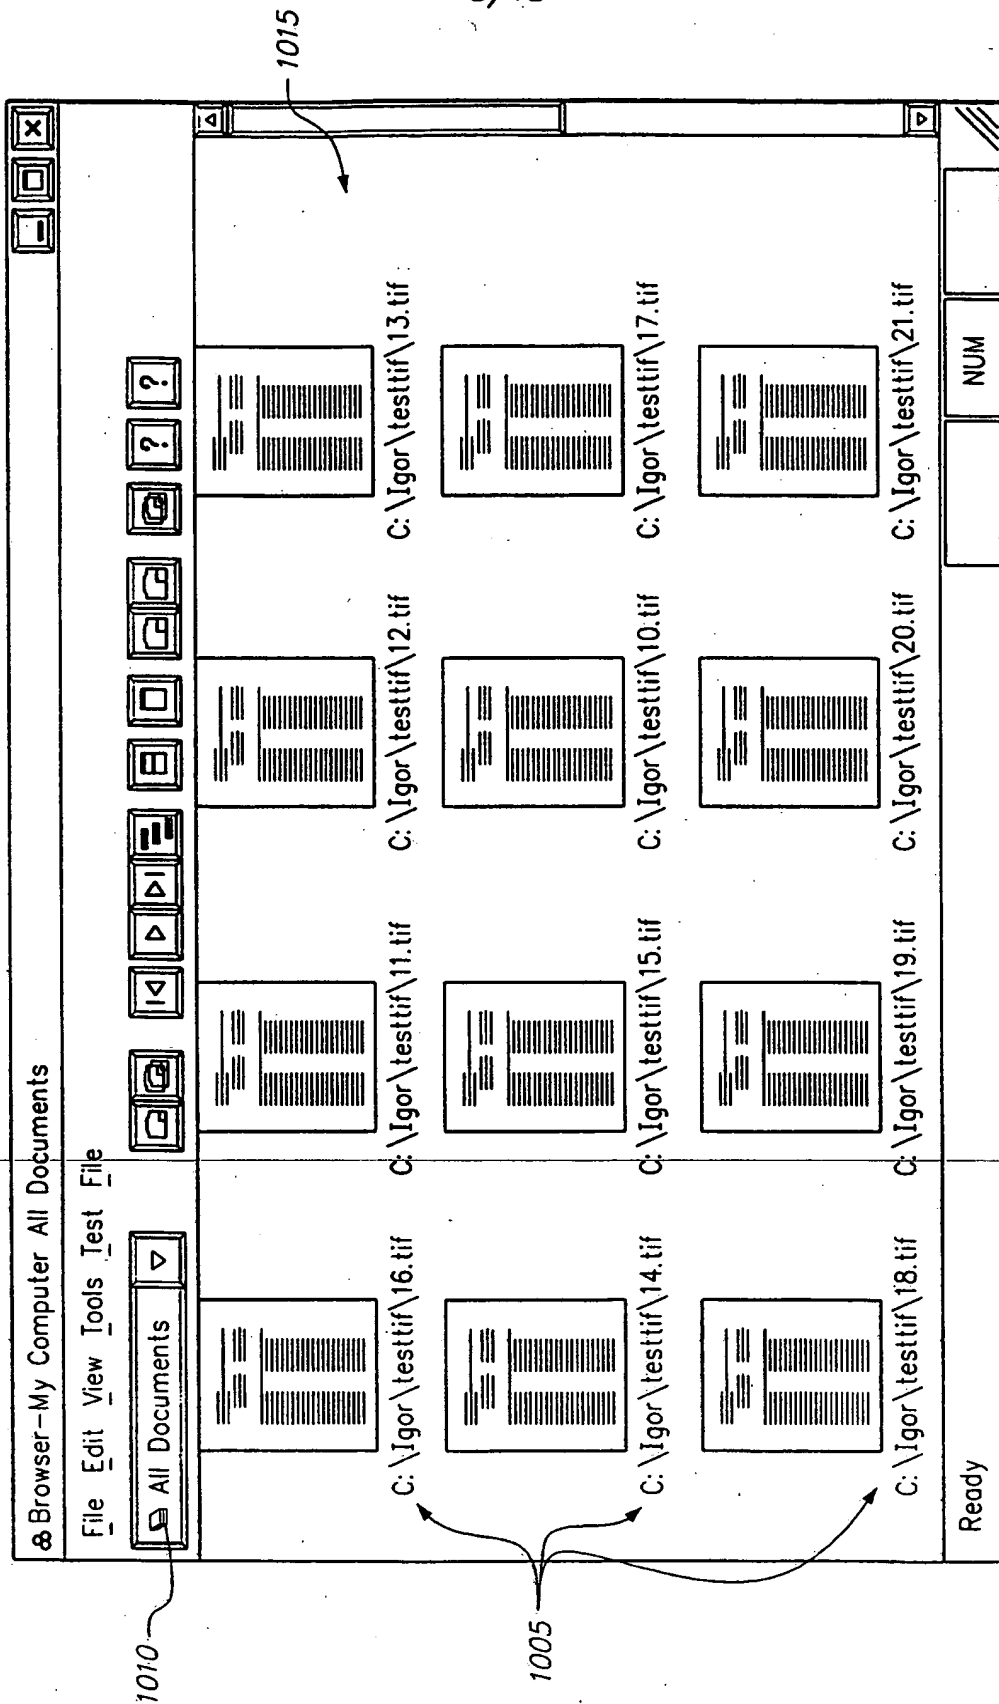 1015
Browser-My Computer All Documents
File Edit View Tools Test File
All Documents
? ?
C: \Igor\testtif\16.tif C: \Igor\testtif\11.tif C: \Igor\testtif\12.tif C: \Igor\testtif\13.tif
C: \Igor\testtif\14.tif C: \Igor\testtif\15.tif C: \Igor\testtif\10.tif C: \Igor\testtif\17.tif
C: \Igor\testtif\18.tif C: \Igor\testtif\19.tif C: \Igor\testtif\20.tif C: \Igor\testtif\21.tif
Ready NUM
1010
1005